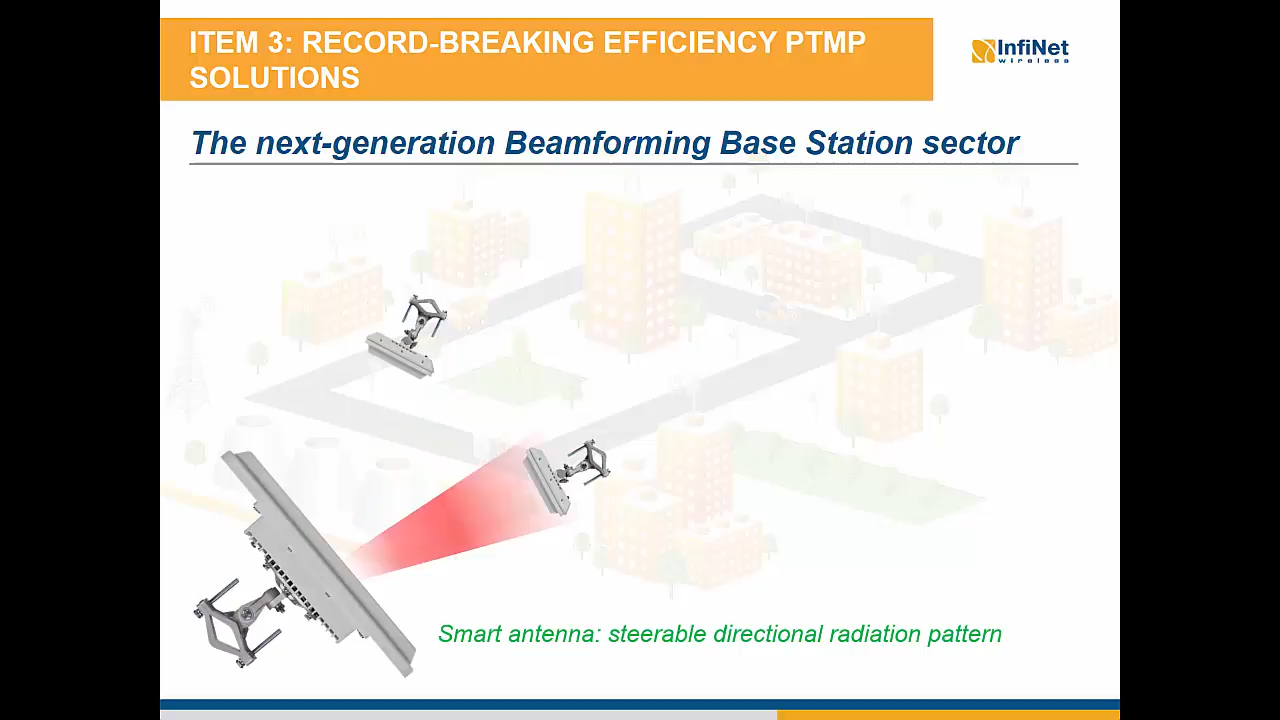 ITEM 3: RECORD-BREAKING EFFICIENCY PTMP
SOLUTIONS
InfiNet
wireless
The next-generation Beamforming Base Station sector
Smart antenna: steerable directional radiation pattern